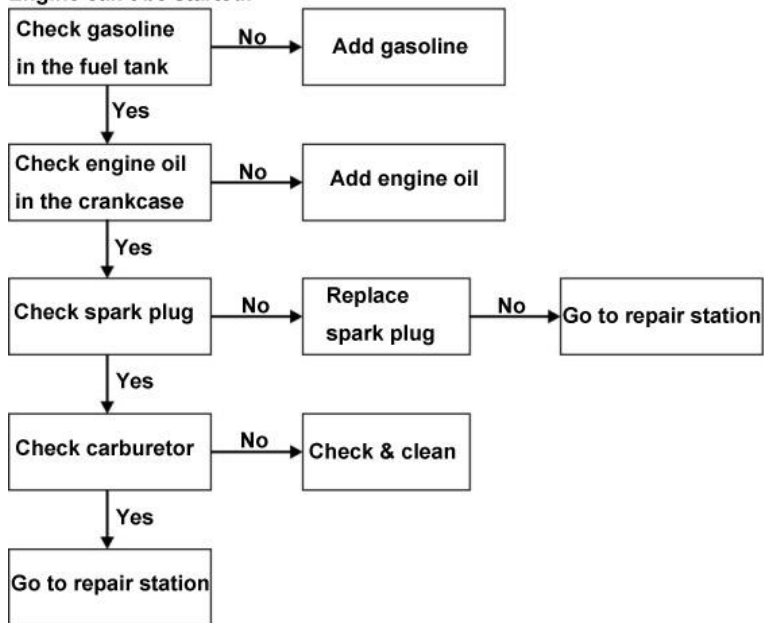 Check gasoline
in the fuel tank
No
Add gasoline
Yes
Check engine oil
in the crankcase
No
Add engine oil
Yes
Check spark plug
No
Replace
spark plug
No
Go to repair station
Yes
Check carburetor
No
Check & clean
Yes
Go to repair station